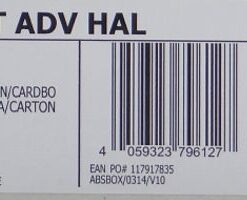 T ADV HAL
N/CARDBO
A/CARTON
4 059323 796127
EAN PO# 117917835
ABSBOX/0314/V10
E